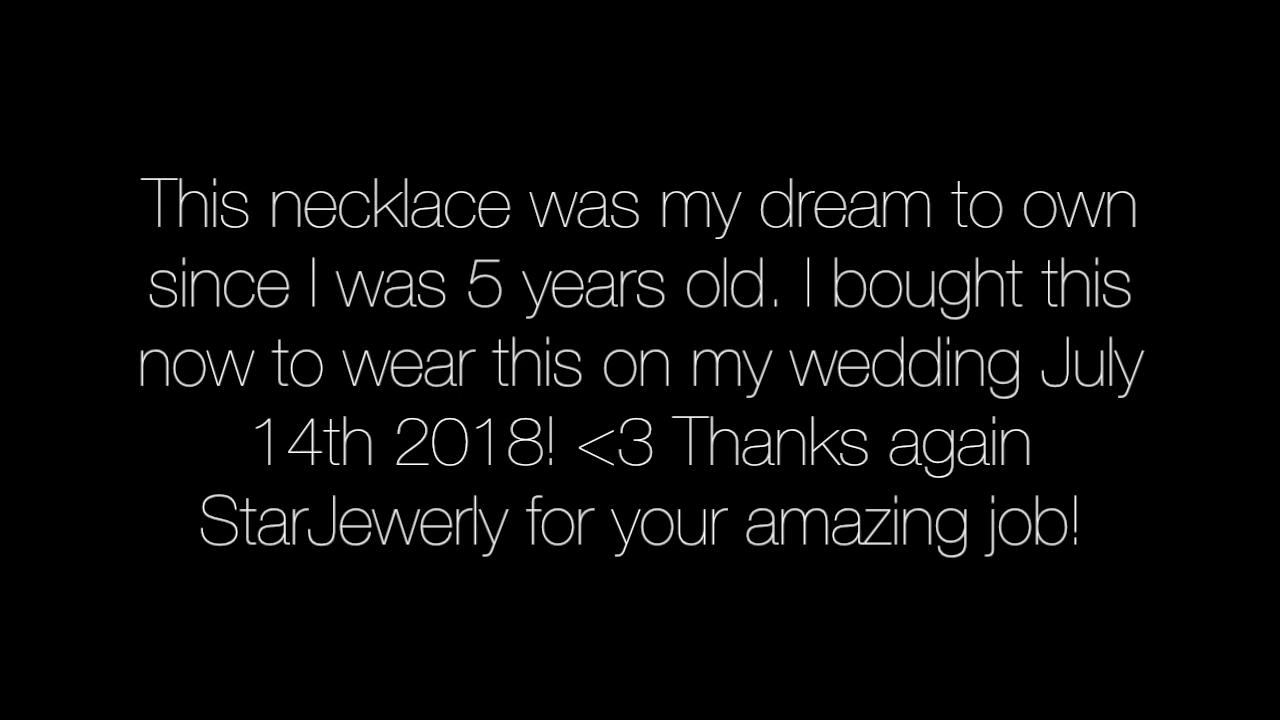 This necklace was my dream to own
since I was 5 years old. I bought this
now to wear this on my wedding July
14th 2018! <3 Thanks again
StarJewerly for your amazing job!